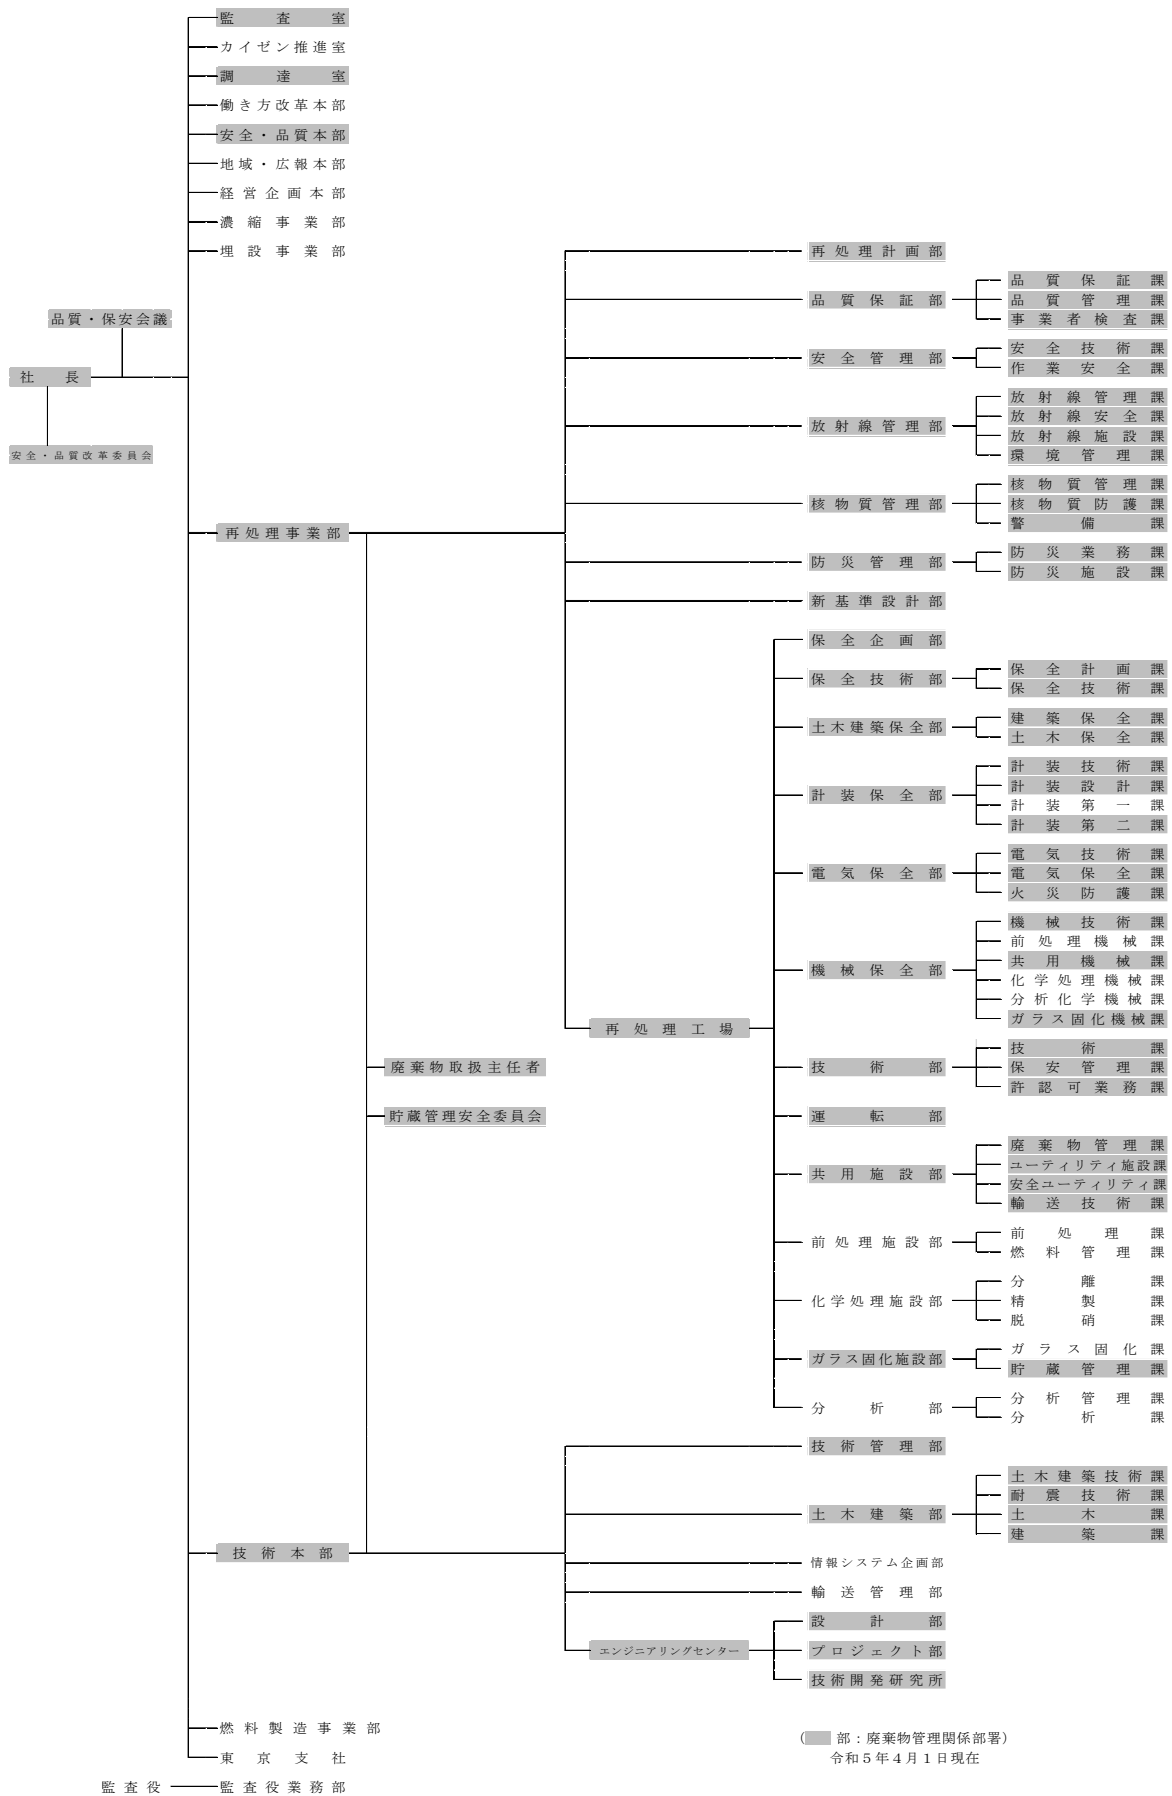 監査室
カイゼン推進室
調達室
働き方改革本部
安全・品質本部
地域・広報本部
経営企画本部
濃縮事業部
埋設事業部
品質・保安会議
社長
安全・品質改革委員会
再処理事業部
廃棄物取扱主任者
貯蔵管理安全委員会
再処理計画部
品質保証部
品質保証課
品質管理課
事業者検査課
安全管理部
安全技術課
作業安全課
放射線管理部
放射線管理課
放射線安全課
放射線施設課
環境管理課
核物質管理部
核物質管理課
核物質防護課
警備課
防災管理部
防災業務課
防災施設課
新基準設計部
再処理工場
保全企画部
保全技術部
保全計画課
保全技術課
土木建築保全部
建築保全課
土木保全課
計装保全部
計装技術課
計装設計課
計装第一課
計装第二課
電気保全部
電気技術課
電気保全課
火災防護課
機械保全部
機械技術課
前処理機械課
共用機械課
化学処理機械課
分析化学機械課
ガラス固化機械課
技術部
技術課
保安管理課
許認可業務課
運転部
共用施設部
廃棄物管理課
ユーティリティ施設課
安全ユーティリティ課
輸送技術課
前処理施設部
前処理課
燃料管理課
化学処理施設部
分離課
精製課
脱硝課
ガラス固化施設部
ガラス固化課
貯蔵管理課
分析部
分析管理課
分析課
技術本部
技術管理部
土木建築部
土木建築技術課
耐震技術課
土木課
建築課
情報システム企画部
輸送管理部
エンジニアリングセンター
設計部
プロジェクト部
技術開発研究所
燃料製造事業部
東京支社
監査役 監査役業務部
( 部：廃棄物管理関係部署)
令和5年4月1日現在